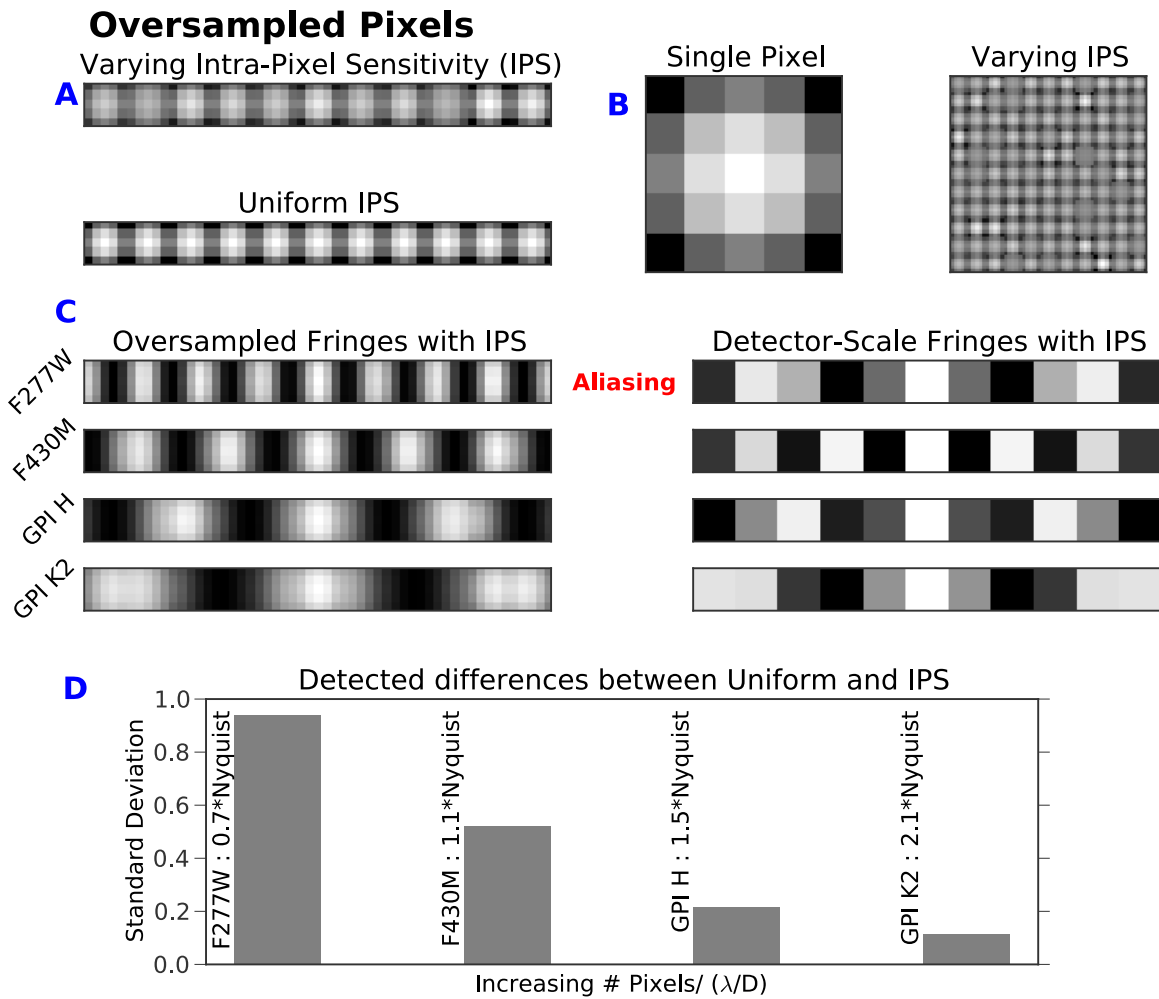 Oversampled Pixels
Varying Intra-Pixel Sensitivity (IPS)
A
Uniform IPS
B
Single Pixel
Varying IPS
C
Oversampled Fringes with IPS
Detector-Scale Fringes with IPS
F277W
Aliasing
F430M
GPI H
GPI K2
D
Detected differences between Uniform and IPS
Standard Deviation
1.0
0.8
0.6
0.4
0.2
0.0
F277W : 0.7*Nyquist
F430M : 1.1*Nyquist
GPI H : 1.5*Nyquist
GPI K2 : 2.1*Nyquist
Increasing # Pixels/ (λ/D)